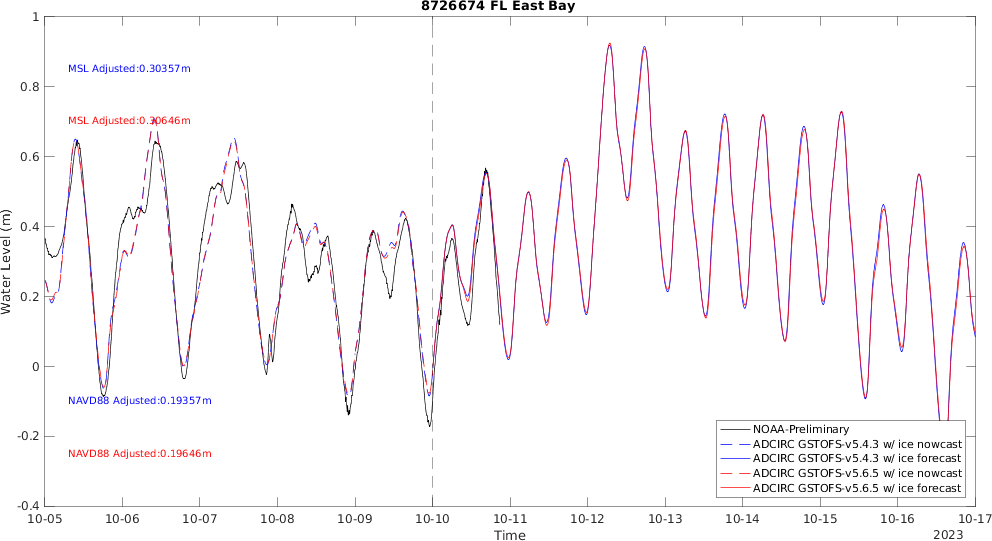 8726674 FL East Bay
1
0.8
0.6
0.4
0.2
0
-0.2
-0.4
Water Level (m)
MSL Adjusted:0.30357m
MSL Adjusted:0.30646m
NAVD88 Adjusted:0.19357m
NAVD88 Adjusted:0.19646m
NOAA-Preliminary
ADCIRC GSTOFS-v5.4.3 w/ ice nowcast
ADCIRC GSTOFS-v5.4.3 w/ ice forecast
ADCIRC GSTOFS-v5.6.5 w/ ice nowcast
ADCIRC GSTOFS-v5.6.5 w/ ice forecast
10-05 10-06 10-07 10-08 10-09 10-10 10-11 10-12 10-13 10-14 10-15 10-16 10-17
Time
2023